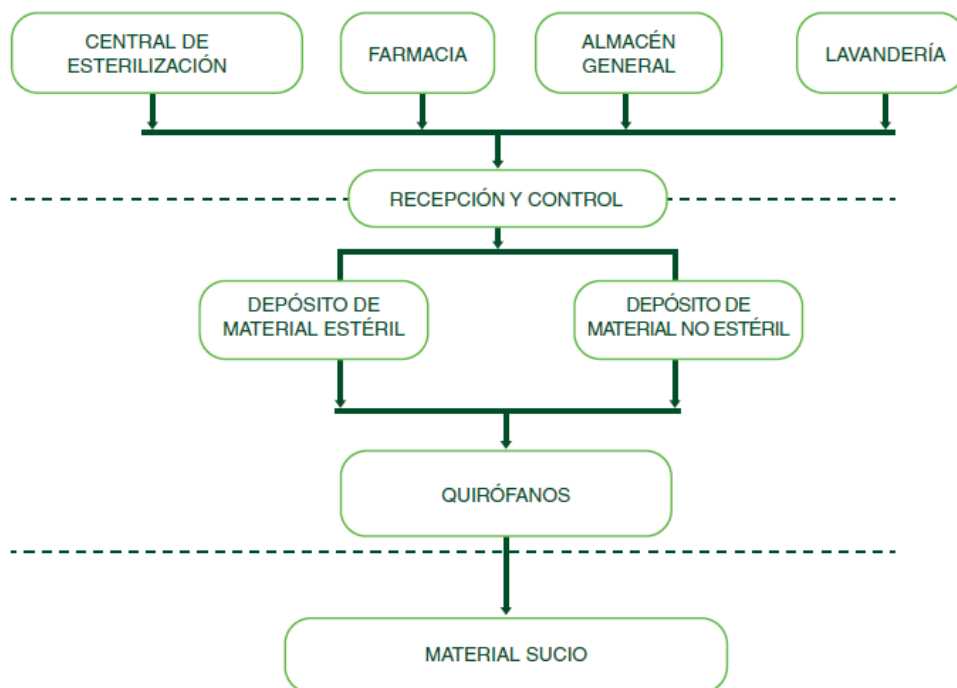 CENTRAL DE
ESTERILIZACIÓN
FARMACIA
ALMACÉN
GENERAL
LAVANDERÍA
RECEPCIÓN Y CONTROL
DEPÓSITO DE
MATERIAL ESTÉRIL
DEPÓSITO DE
MATERIAL NO ESTÉRIL
QUIRÓFANOS
MATERIAL SUCIO